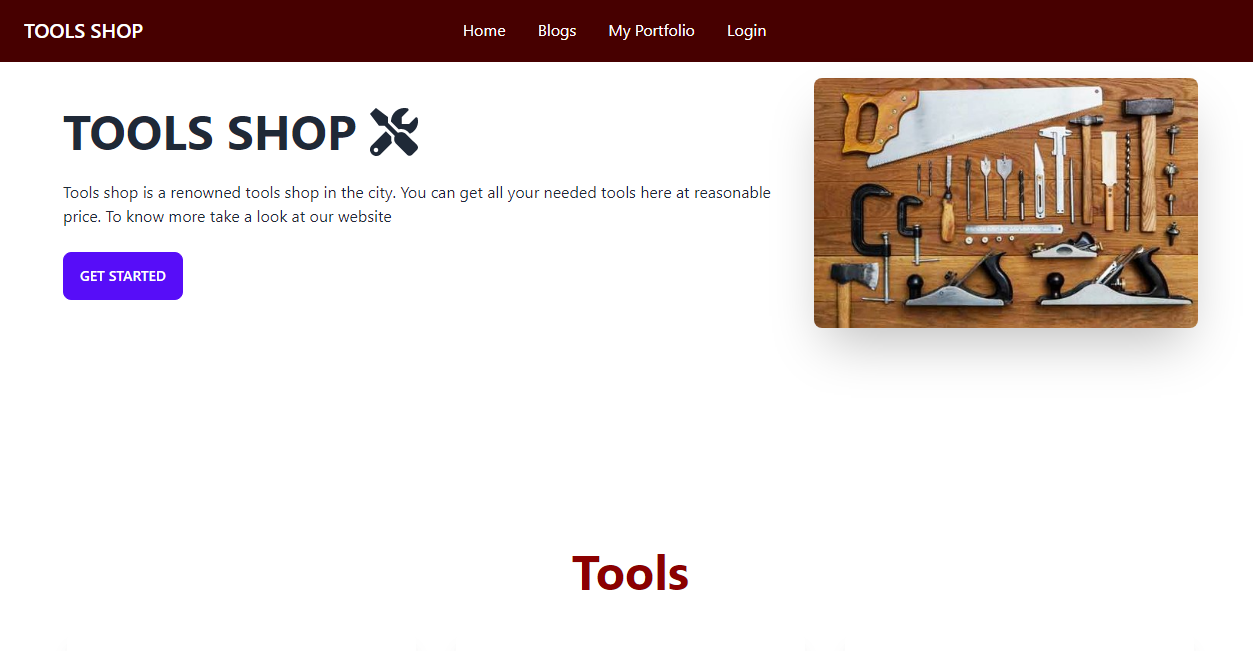 TOOLS SHOP
Home
Blogs
My Portfolio
Login
TOOLS SHOP
Tools shop is a renowned tools shop in the city. You can get all your needed tools here at reasonable
price. To know more take a look at our website
GET STARTED
Tools